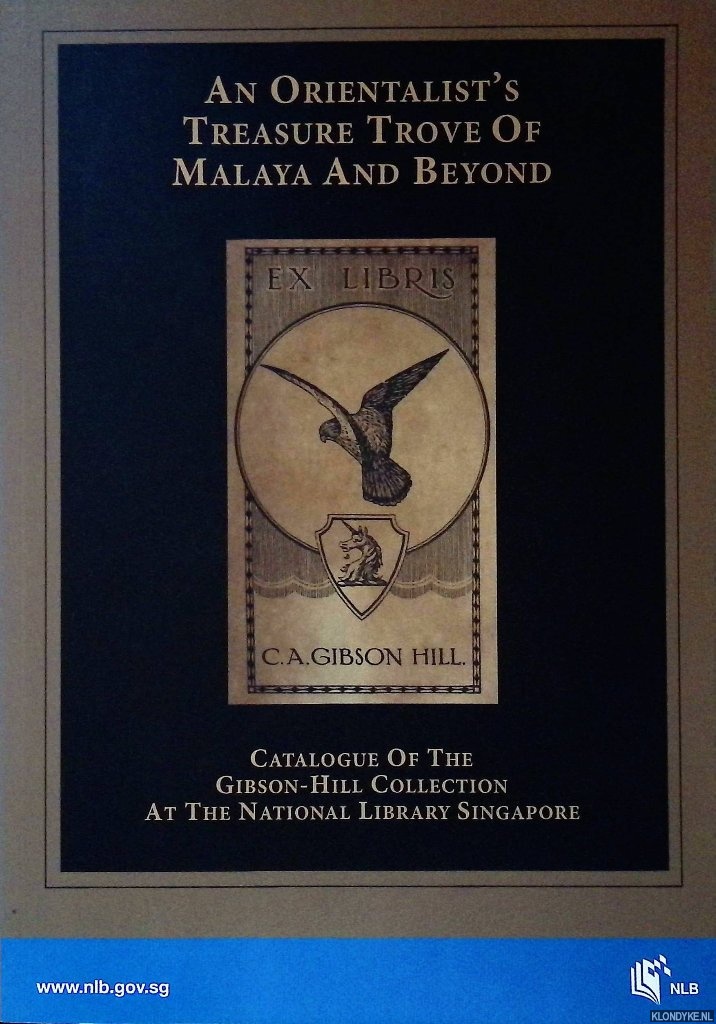 An Orientalist's
Treasure Trove Of
Malaya And Beyond
EX LIBRIS
C.A.GIBSON HILL.
Catalogue Of The
Gibson-Hill Collection
At The National Library Singapore
www.nlb.gov.sg
NLB
KLONDYKE.NL